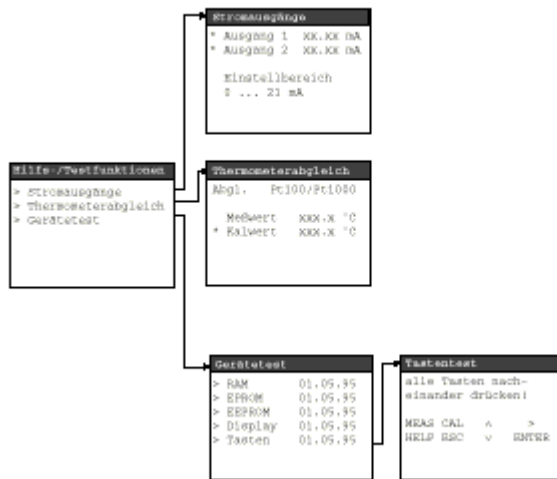 Stromausgänge
* Ausgang 1 xx.xx mA
* Ausgang 2 xx.xx mA
Einstellbereich
0 ... 21 mA
Hilfs-/Testfunktionen
> Stromausgänge
> Thermometerabgleich
> Gerätetest
Thermometerabgleich
Abgl. Pt100/Pt1000
Meßwert xxx.x °C
* Kalwert xxx.x °C
Gerätetest
> RAM 01.05.95
> EPROM 01.05.95
> EEPROM 01.05.95
> Display 01.05.95
> Tasten 01.05.95
Tastentest
alle Tasten nach-
einander drücken!
MEAS CAL ʌ >
HELP ESC v ENTER